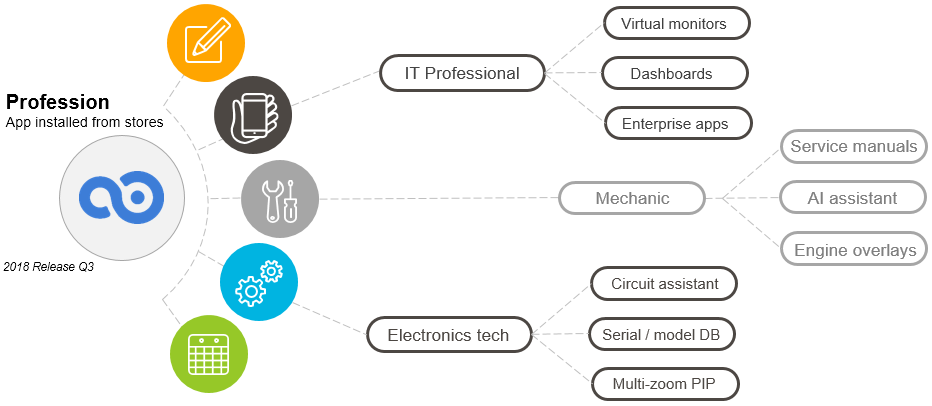 Profession
App installed from stores
2018 Release Q3
IT Professional
Virtual monitors
Dashboards
Enterprise apps
Mechanic
Service manuals
AI assistant
Engine overlays
Electronics tech
Circuit assistant
Serial / model DB
Multi-zoom PIP